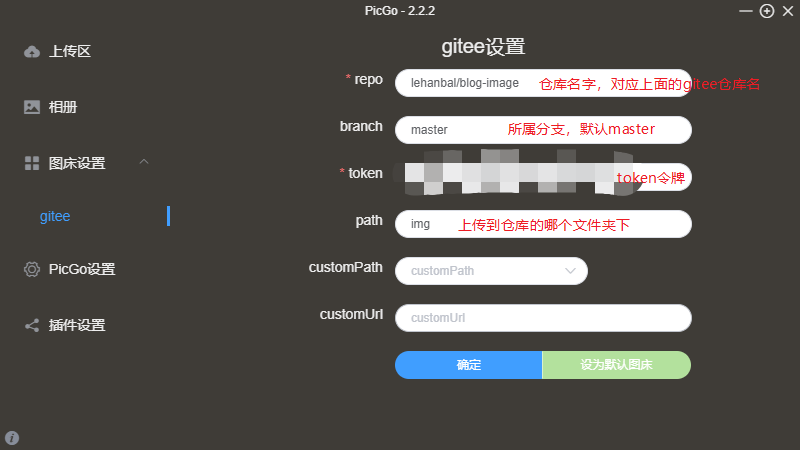 PicGo - 2.2.2
上传区
相册
图床设置
gitee
PicGo设置
插件设置
gitee设置
* repo
lehanbal/blog-image 仓库名字，对应上面的gitee仓库名
branch
master 所属分支，默认master
* token
token令牌
path
img 上传到仓库的哪个文件夹下
customPath
customPath
customUrl
customUrl
确定
设为默认图床